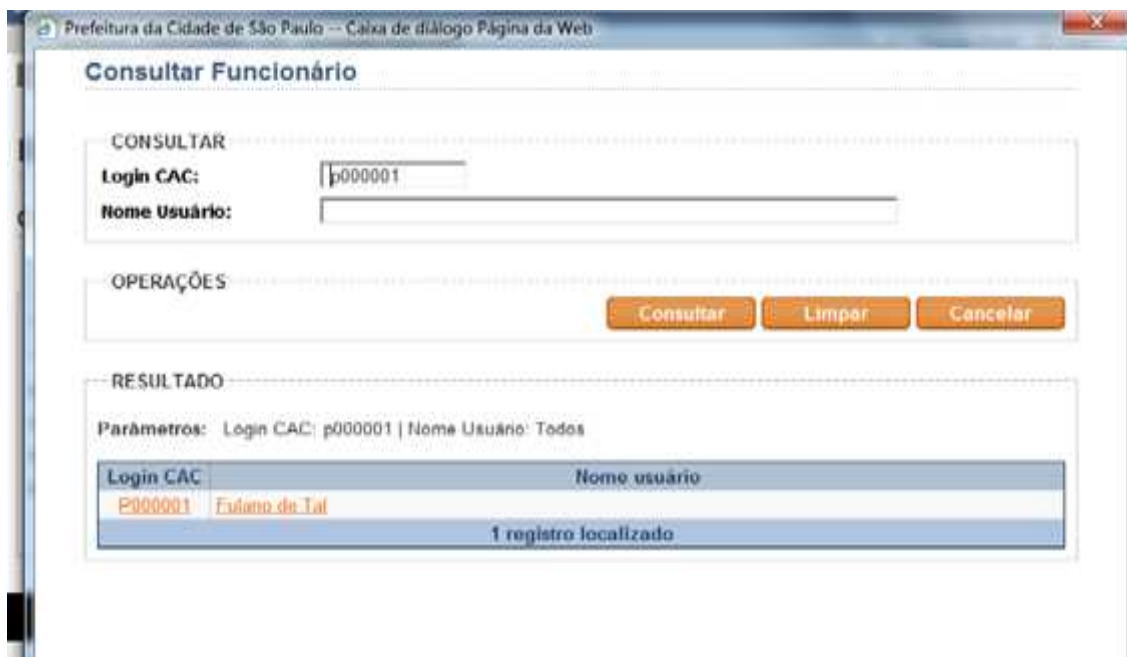 Prefeitura da Cidade de São Paulo -- Caixa de diálogo Página da Web
Consultar Funcionário
CONSULTAR
Login CAC: p000001
Nome Usuário:
OPERAÇÕES
Consultar Limpar Cancelar
RESULTADO
Parâmetros: Login CAC: p000001 | Nome Usuário: Todos
Login CAC Nome usuário
P000001 Fulano de Tal
1 registro localizado